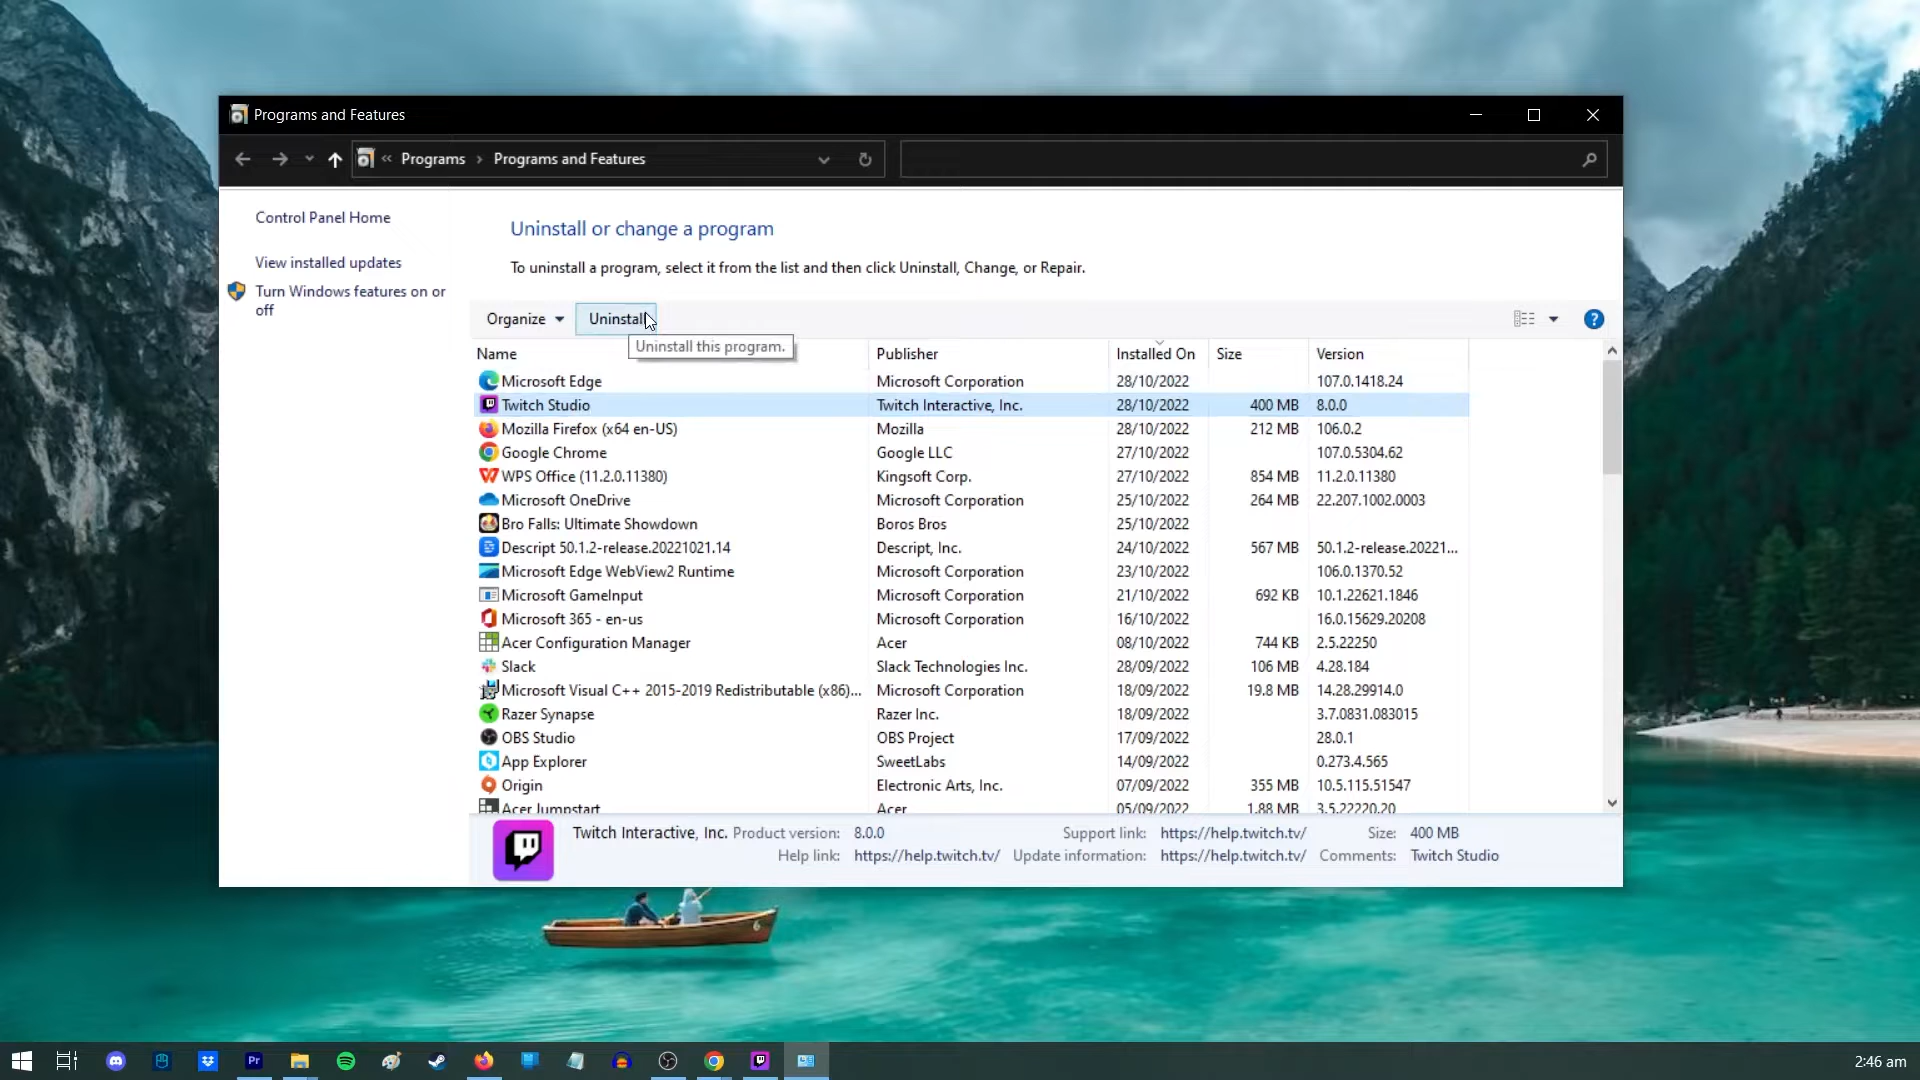 Programs and Features
Programs
Programs and Features
Control Panel Home
View installed updates
Turn Windows features on or
off
Uninstall or change a program
To uninstall a program, select it from the list and then click Uninstall, Change, or Repair.
Organize
Uninstall
Uninstall this program.
Name Publisher Installed On Size Version
Microsoft Edge Microsoft Corporation 28/10/2022 107.0.1418.24
Twitch Studio Twitch Interactive, Inc. 28/10/2022 400 MB 8.0.0
Mozilla Firefox (x64 en-US) Mozilla 28/10/2022 212 MB 106.0.2
Google Chrome Google LLC 27/10/2022 107.0.5304.62
WPS Office (11.2.0.11380) Kingsoft Corp. 27/10/2022 854 MB 11.2.0.11380
Microsoft OneDrive Microsoft Corporation 25/10/2022 264 MB 22.207.1002.0003
Bro Falls: Ultimate Showdown Boros Bros 25/10/2022
Descript 50.1.2-release.20221021.14 Descript, Inc. 24/10/2022 567 MB 50.1.2-release.20221...
Microsoft Edge WebView2 Runtime Microsoft Corporation 23/10/2022 106.0.1370.52
Microsoft GameInput Microsoft Corporation 21/10/2022 692 KB 10.1.22621.1846
Microsoft 365 - en-us Microsoft Corporation 16/10/2022 16.0.15629.20208
Acer Configuration Manager Acer 08/10/2022 744 KB 2.5.22250
Slack Slack Technologies Inc. 28/09/2022 106 MB 4.28.184
Microsoft Visual C++ 2015-2019 Redistributable (x86)... Microsoft Corporation 18/09/2022 19.8 MB 14.28.29914.0
Razer Synapse Razer Inc. 18/09/2022 3.7.0831.083015
OBS Studio OBS Project 17/09/2022 28.0.1
App Explorer SweetLabs 14/09/2022 0.273.4.565
Origin Electronic Arts, Inc. 07/09/2022 355 MB 10.5.115.51547
Acer Jumpstart Acer 05/09/2022 1.88 MB 3.5.22220.20
Twitch Interactive, Inc. Product version: 8.0.0 Support link: https://help.twitch.tv/ Size: 400 MB
Help link: https://help.twitch.tv/ Update information: https://help.twitch.tv/ Comments: Twitch Studio
6
Pr
2:46 am